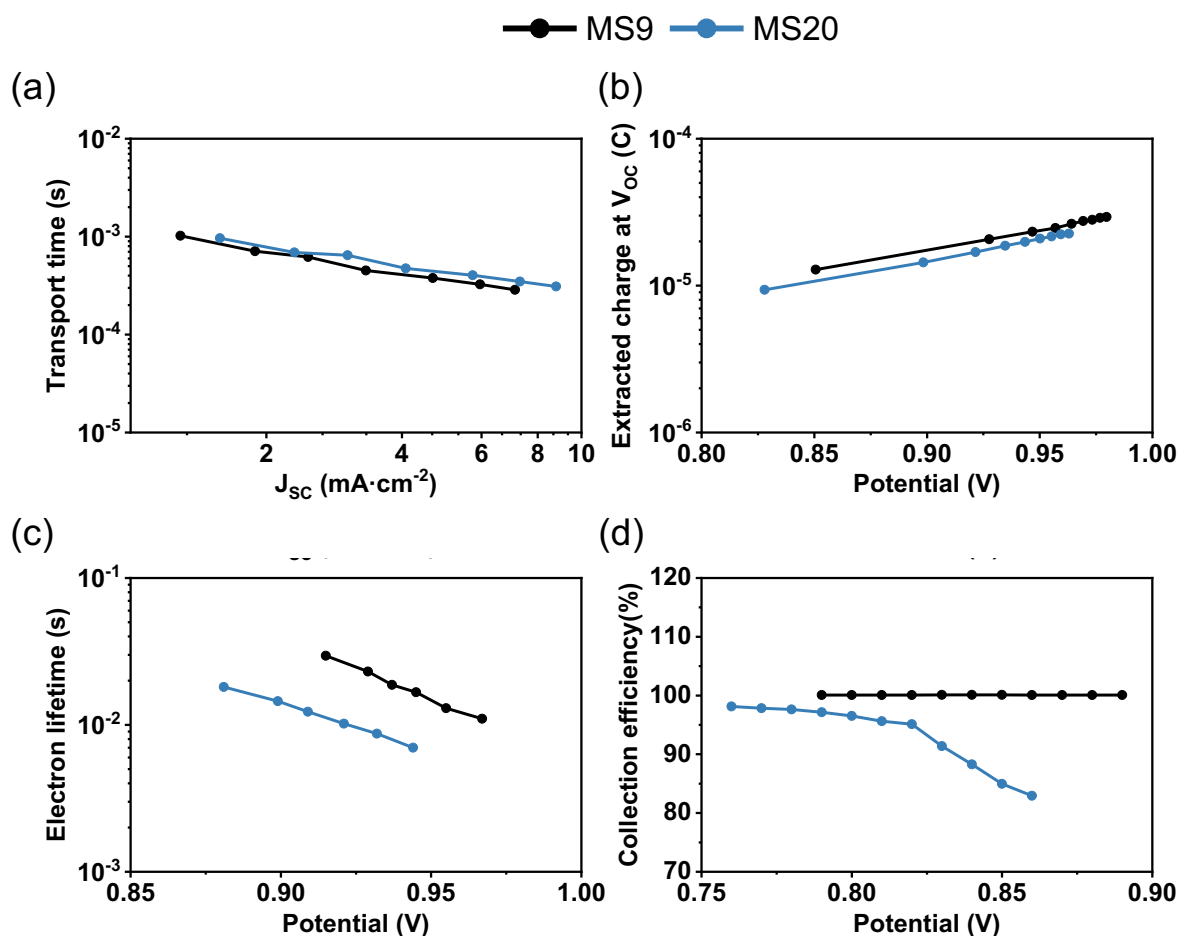 MS9 MS20
(a)
10⁻²
10⁻³
10⁻⁴
10⁻⁵
Transport time (s)
2 4 6 8 10
J_SC (mA·cm⁻²)
(b)
10⁻⁴
10⁻⁵
10⁻⁶
Extracted charge at V_OC (C)
0.80 0.85 0.90 0.95 1.00
Potential (V)
(c)
10⁻¹
10⁻²
10⁻³
Electron lifetime (s)
0.85 0.90 0.95 1.00
Potential (V)
(d)
120
110
100
90
80
70
Collection efficiency(%)
0.75 0.80 0.85 0.90
Potential (V)